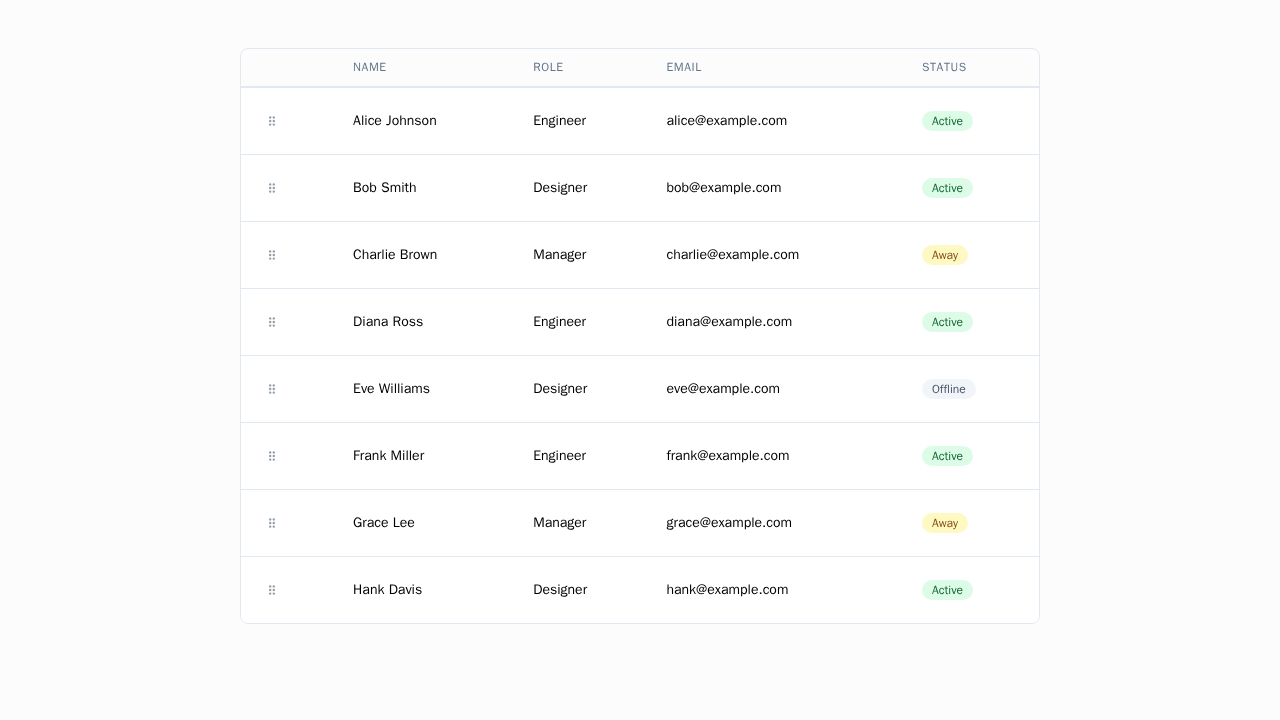 NAME ROLE EMAIL STATUS
Alice Johnson Engineer alice@example.com Active
Bob Smith Designer bob@example.com Active
Charlie Brown Manager charlie@example.com Away
Diana Ross Engineer diana@example.com Active
Eve Williams Designer eve@example.com Offline
Frank Miller Engineer frank@example.com Active
Grace Lee Manager grace@example.com Away
Hank Davis Designer hank@example.com Active